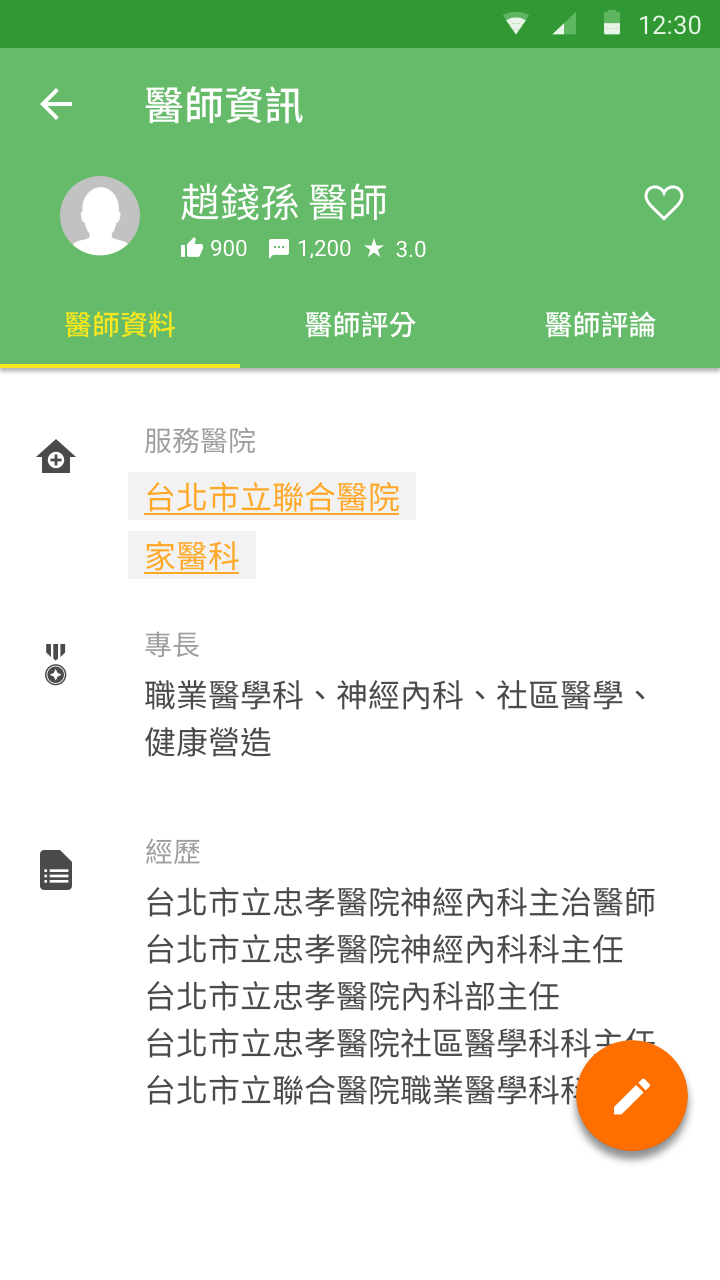 12:30
醫師資訊
趙錢孫 醫師
900 1,200 3.0
醫師資料 醫師評分 醫師評論
服務醫院
台北市立聯合醫院
家醫科
專長
職業醫學科、神經內科、社區醫學、
健康營造
經歷
台北市立忠孝醫院神經內科主治醫師
台北市立忠孝醫院神經內科科主任
台北市立忠孝醫院內科部主任
台北市立忠孝醫院社區醫學科科主任
台北市立聯合醫院職業醫學科